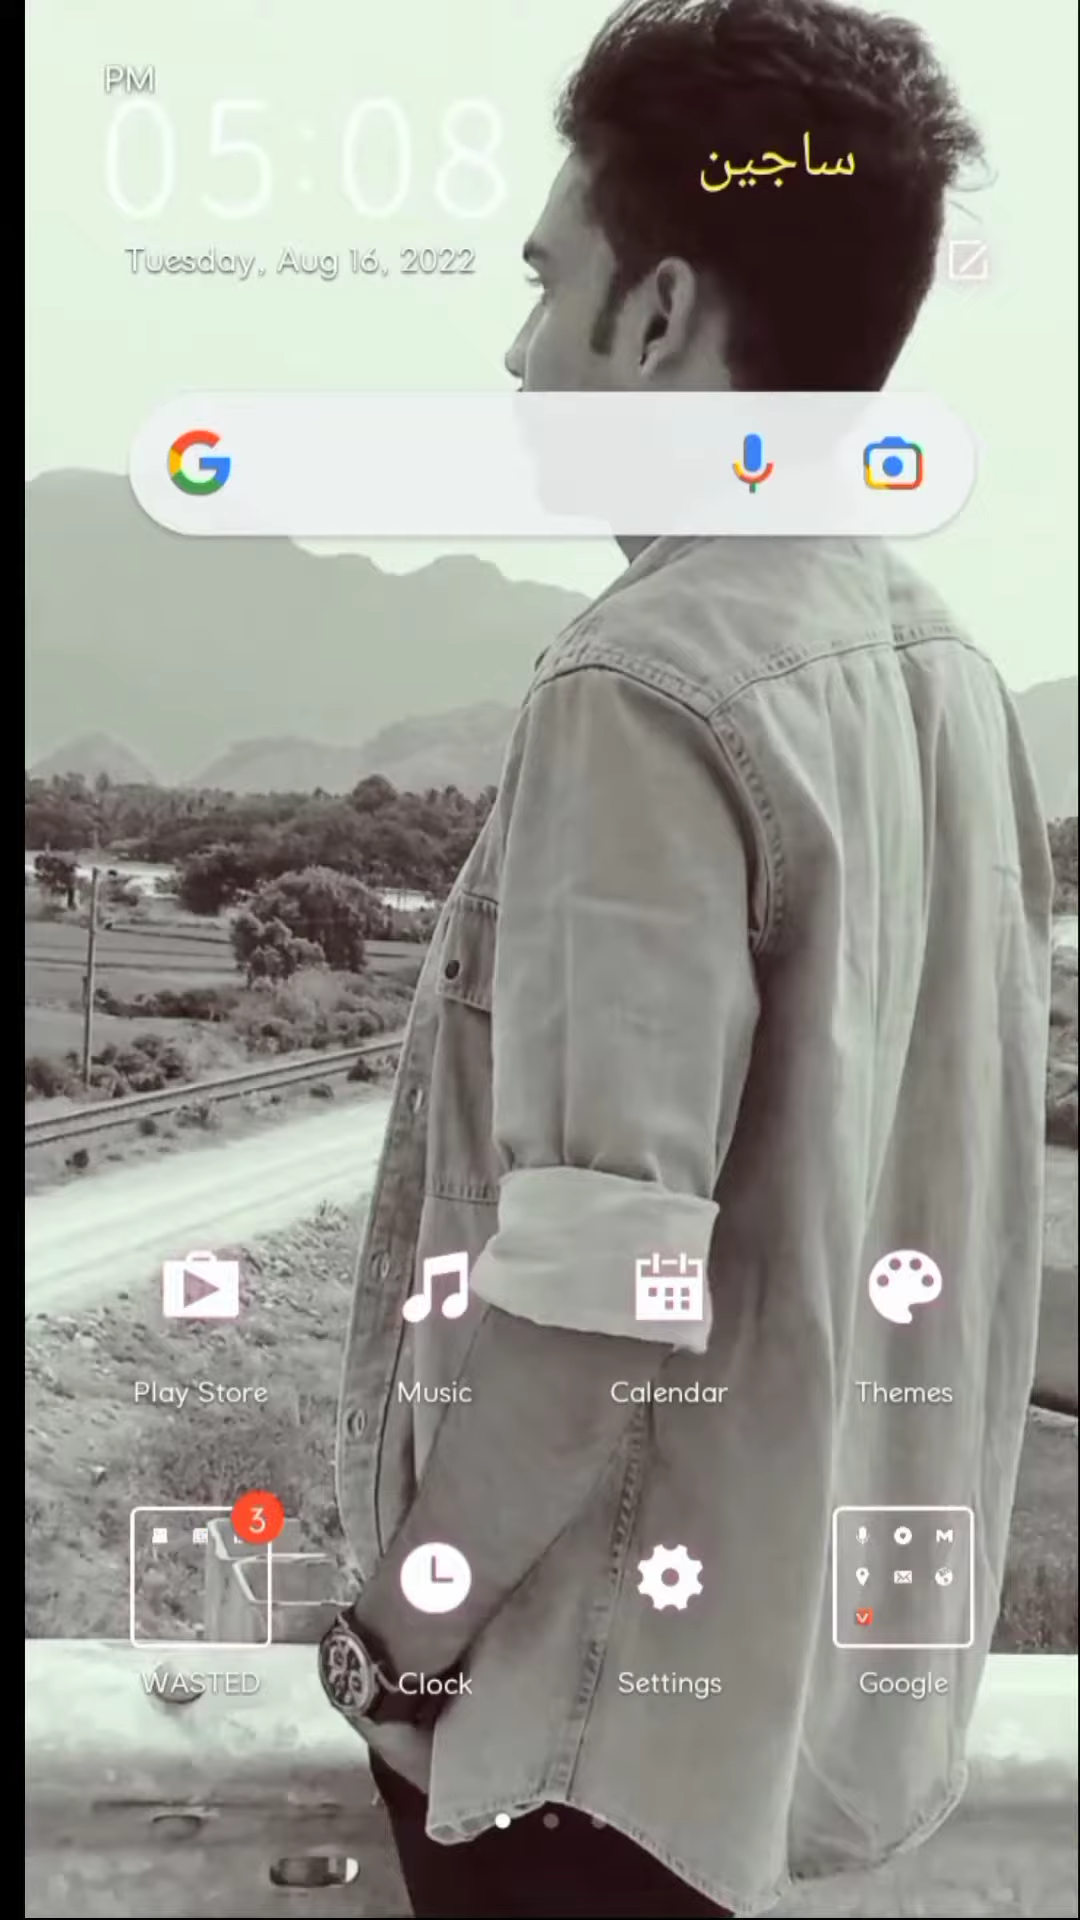 PM
05:08
ساجين
Tuesday, Aug 16, 2022
Play Store
Music
Calendar
Themes
3
WASTED
Clock
Settings
Google